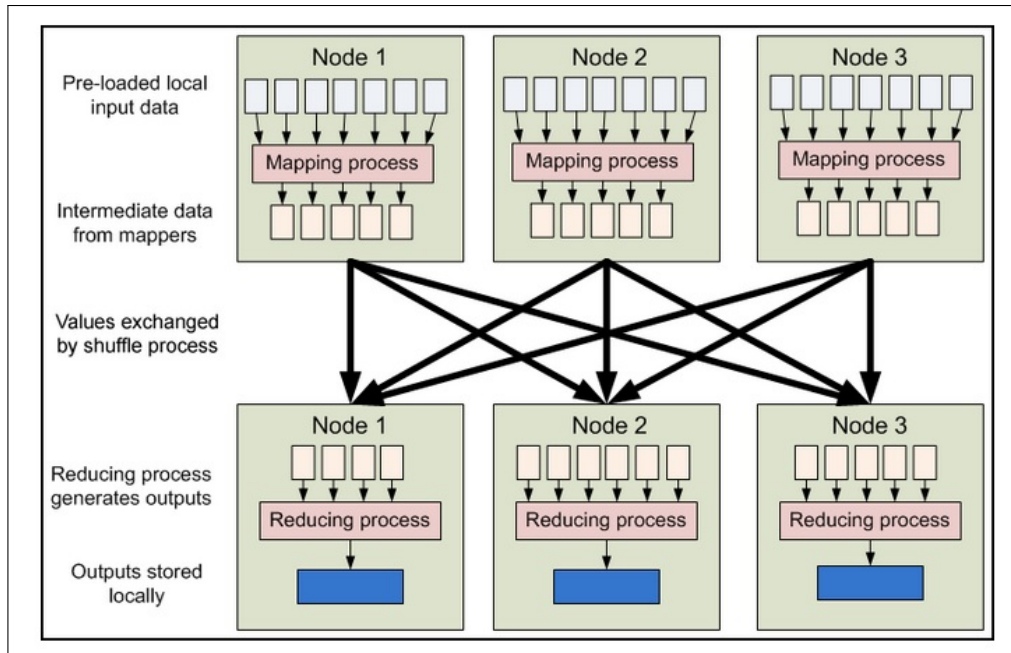 Node 1
Node 2
Node 3
Pre-loaded local
input data
Mapping process
Mapping process
Mapping process
Intermediate data
from mappers
Values exchanged
by shuffle process
Node 1
Node 2
Node 3
Reducing process
generates outputs
Reducing process
Reducing process
Reducing process
Outputs stored
locally